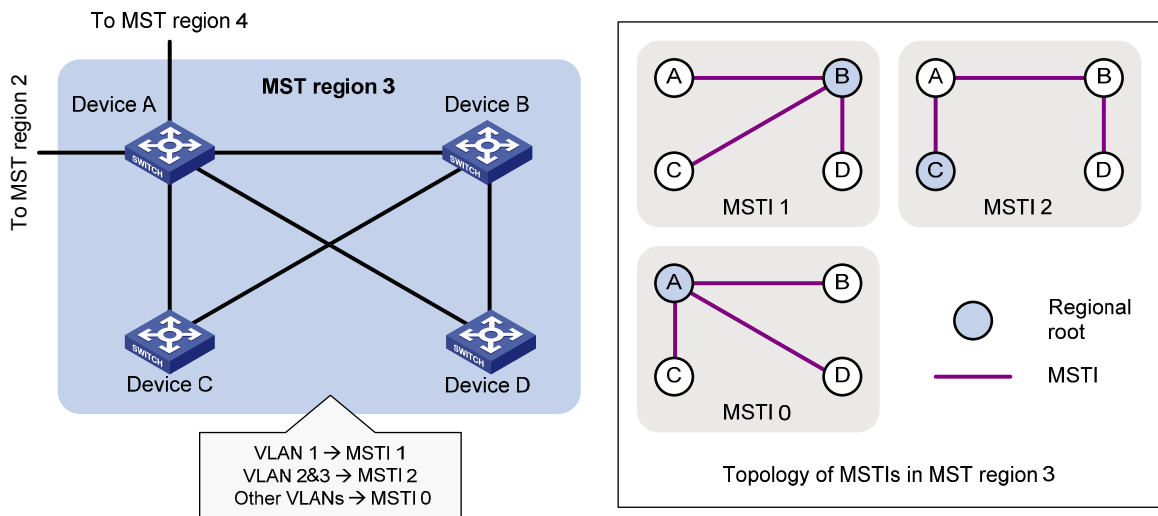 To MST region 4
To MST region 2
MST region 3
Device A
Device B
SWITCH
SWITCH
SWITCH
SWITCH
Device C
Device D
VLAN 1 → MSTI 1
VLAN 2&3 → MSTI 2
Other VLANs → MSTI 0
A
B
C
D
MSTI 1
A
B
C
D
MSTI 2
A
B
C
D
MSTI 0
Regional
root
MSTI
Topology of MSTIs in MST region 3